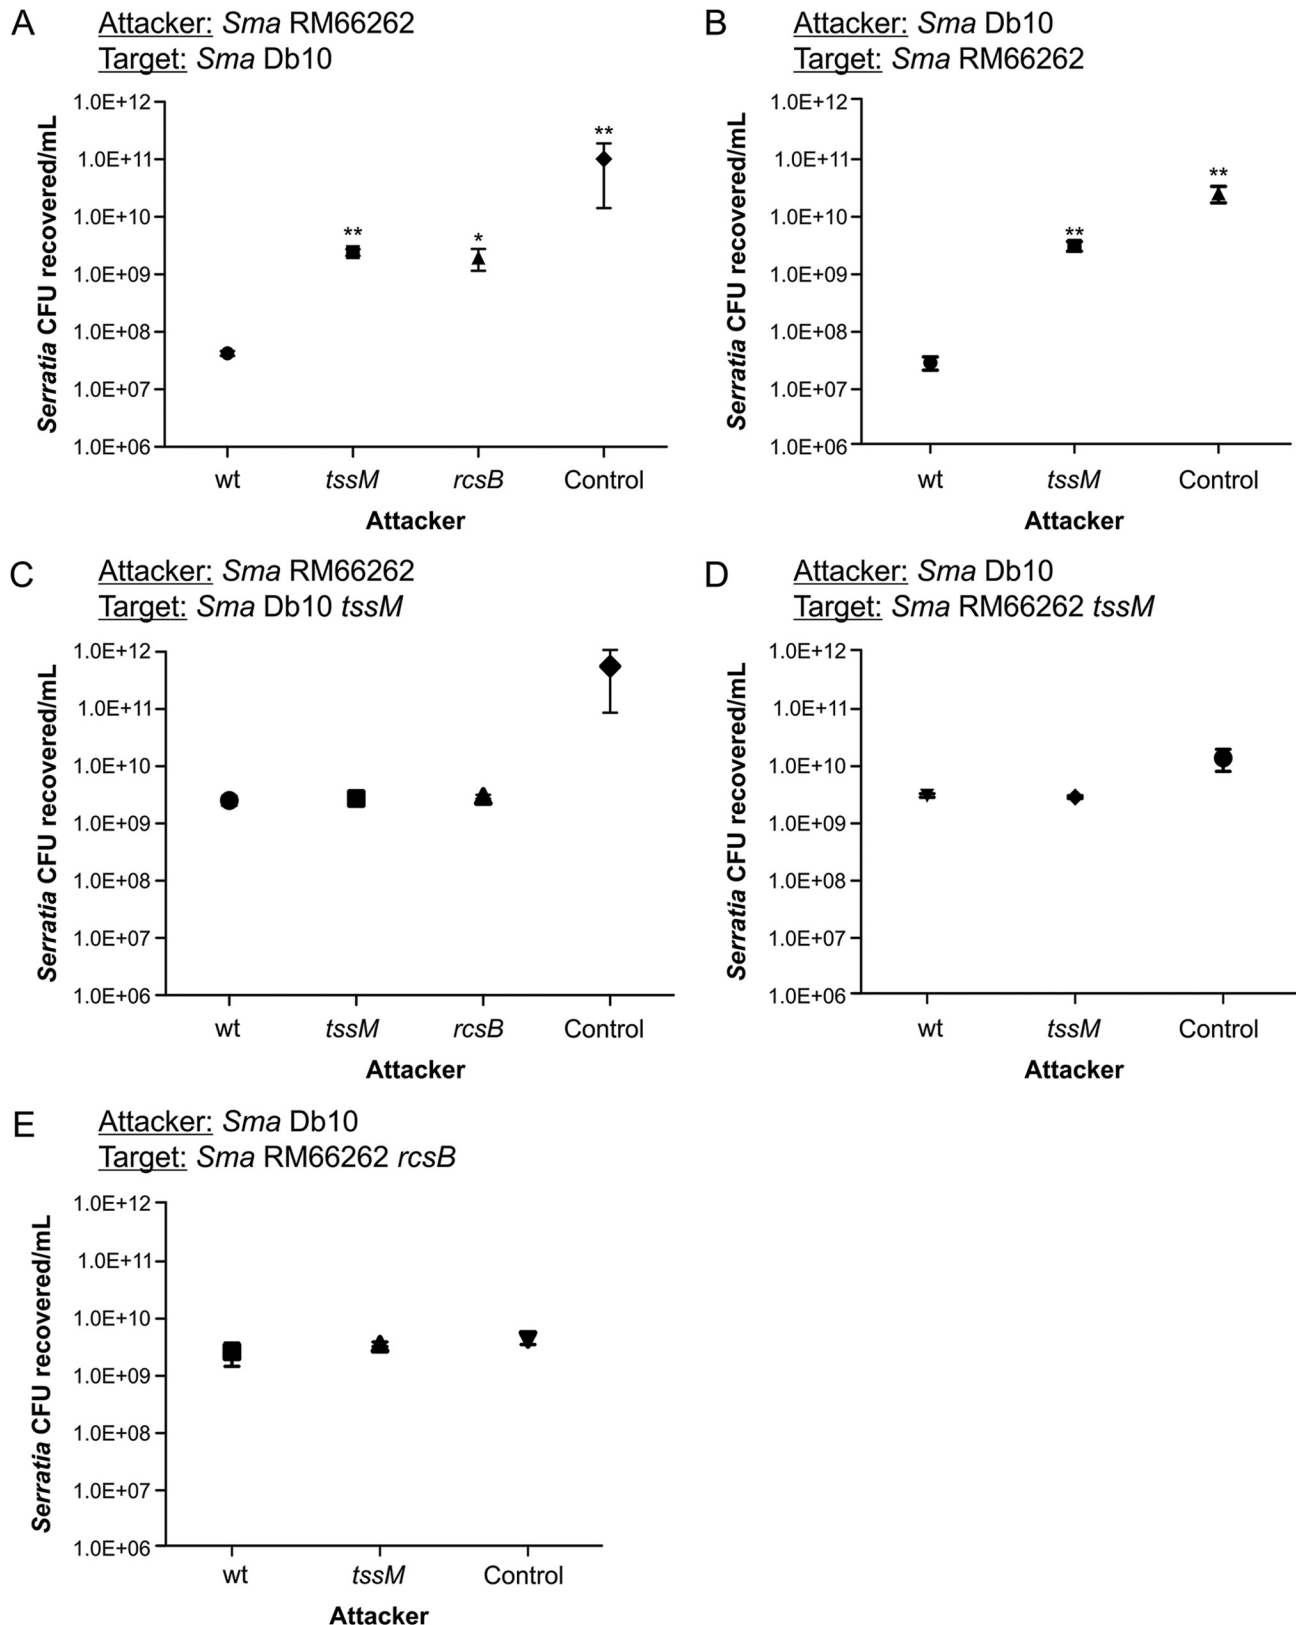 A
Attacker: Sma RM66262
Target: Sma Db10
Serratia CFU recovered/mL
1.0E+12
1.0E+11
1.0E+10
1.0E+09
1.0E+08
1.0E+07
1.0E+06
**
*
**
wt
tssM
rcsB
Control
Attacker
B
Attacker: Sma Db10
Target: Sma RM66262
Serratia CFU recovered/mL
1.0E+12
1.0E+11
1.0E+10
1.0E+09
1.0E+08
1.0E+07
1.0E+06
**
**
wt
tssM
Control
Attacker
C
Attacker: Sma RM66262
Target: Sma Db10 tssM
Serratia CFU recovered/mL
1.0E+12
1.0E+11
1.0E+10
1.0E+09
1.0E+08
1.0E+07
1.0E+06
wt
tssM
rcsB
Control
Attacker
D
Attacker: Sma Db10
Target: Sma RM66262 tssM
Serratia CFU recovered/mL
1.0E+12
1.0E+11
1.0E+10
1.0E+09
1.0E+08
1.0E+07
1.0E+06
wt
tssM
Control
Attacker
E
Attacker: Sma Db10
Target: Sma RM66262 rcsB
Serratia CFU recovered/mL
1.0E+12
1.0E+11
1.0E+10
1.0E+09
1.0E+08
1.0E+07
1.0E+06
wt
tssM
Control
Attacker